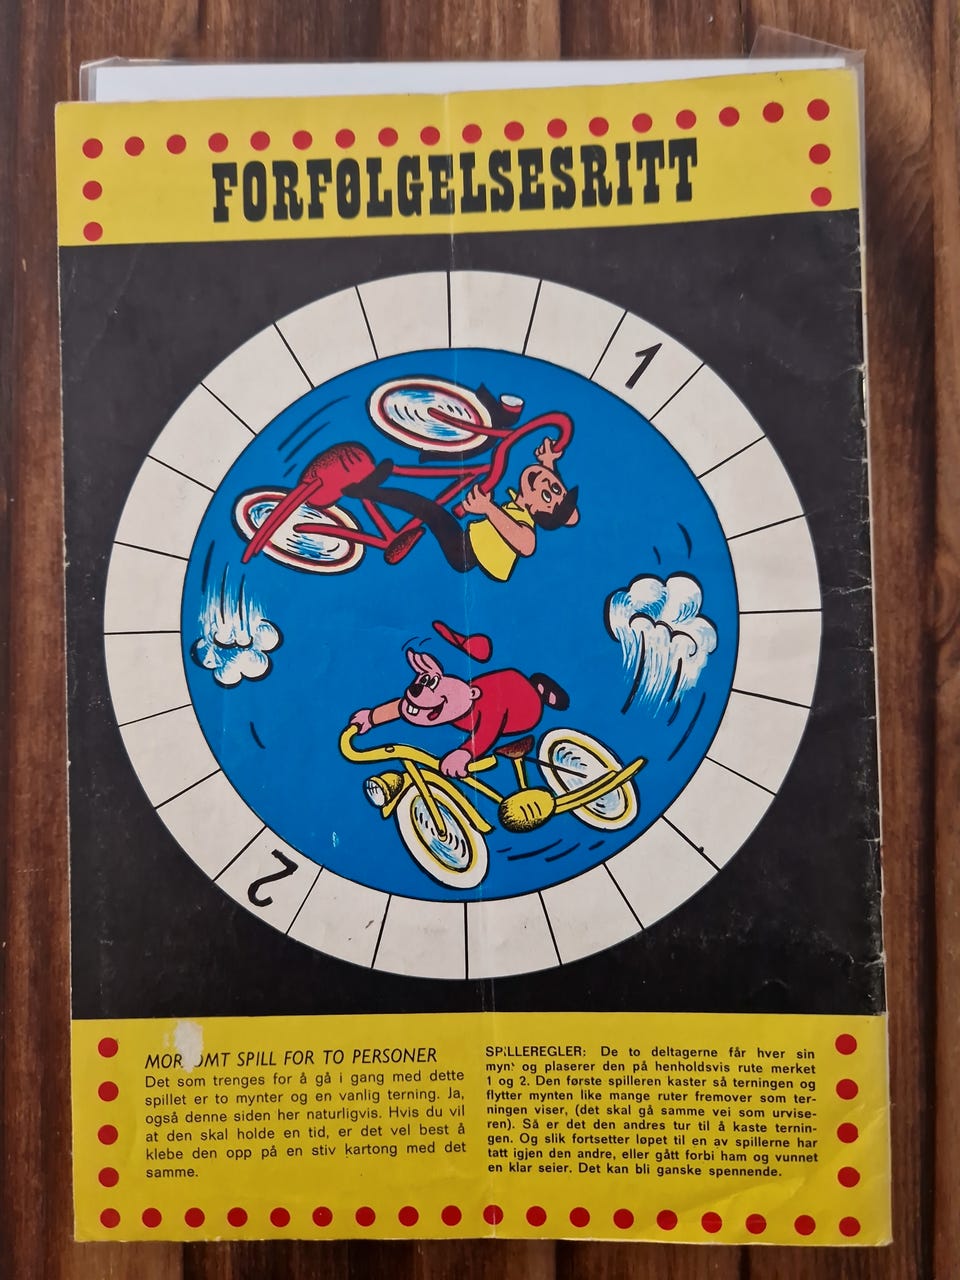 FORFØLGELSESRITT
1
2
SPILL FOR TO PERSONER
Det som trenges for å gå i gang med dette
spillet er to mynter og en vanlig terning. Ja,
også denne siden her naturligvis. Hvis du vil
at den skal holde en tid, er det vel best å
klebe den opp på en stiv kartong med det
samme.
SPILLEREGLER: De to deltagerne får hver sin
mynt og plaserer den på henholdsvis rute merket
1 og 2. Den første spilleren kaster så terningen og
flytter mynten like mange ruter fremover som ter-
ningen viser, (det skal gå samme vei som urvise-
ren). Så er det den andres tur til å kaste ternin-
gen. Og slik fortsetter løpet til en av spillerne har
tatt igjen den andre, eller gått forbi ham og vunnet
en klar seier. Det kan bli ganske spennende.